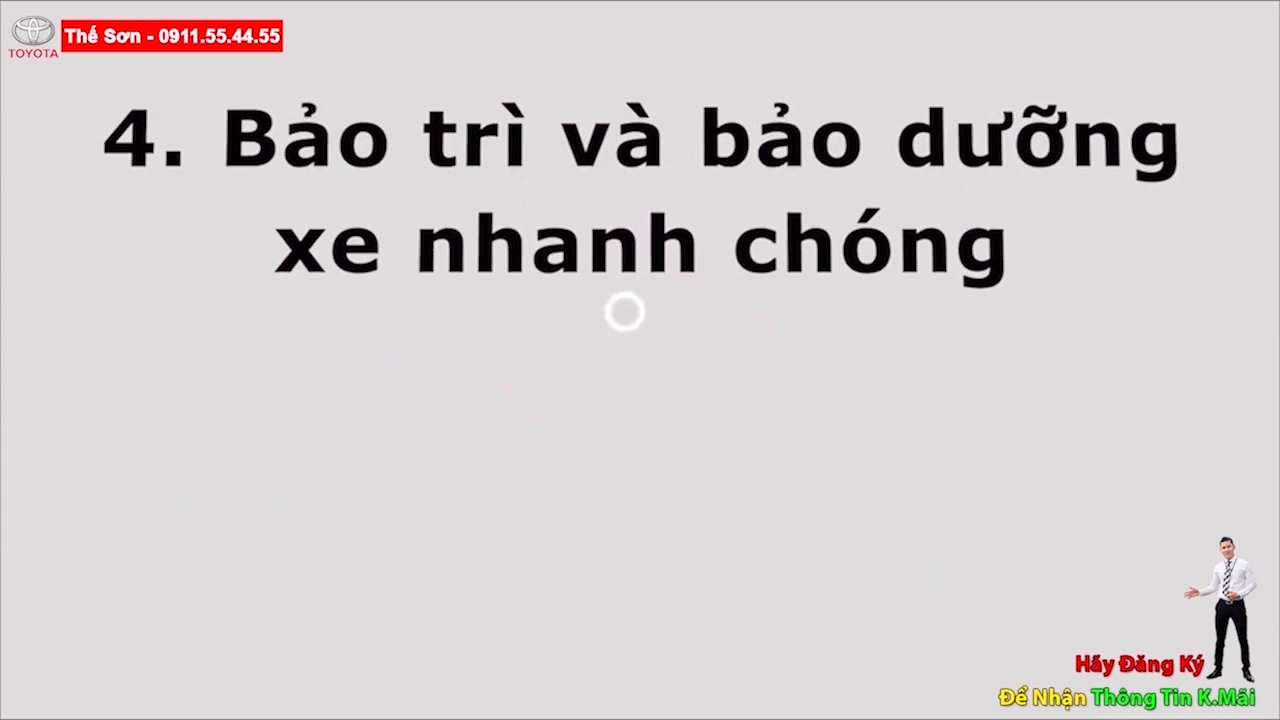 TOYOTA
Thế Sơn - 0911.55.44.55
4. Bảo trì và bảo dưỡng
xe nhanh chóng
Hãy Đăng Ký
Để Nhận Thông Tin K.Mãi